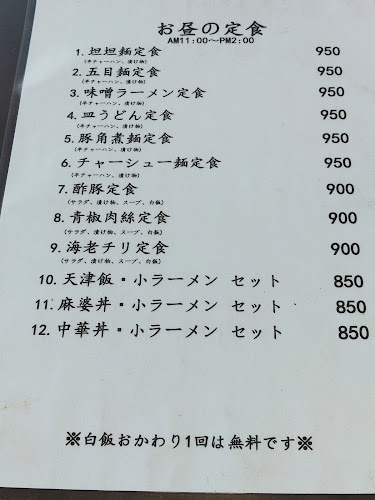 お昼の定食
AM11:00～PM2:00
1. 坦坦麺定食 950
(半チャーハン、漬け物)
2. 五目麺定食 950
(半チャーハン、漬け物)
3. 味噌ラーメン定食 950
(半チャーハン、漬け物)
4. 皿うどん定食 950
(半チャーハン、漬け物)
5. 豚角煮麺定食 950
(半チャーハン、漬け物)
6. チャーシュー麺定食 950
(半チャーハン、漬け物)
7. 酢豚定食 900
(サラダ、漬け物、スープ、白飯)
8. 青椒肉絲定食 900
(サラダ、漬け物、スープ、白飯)
9. 海老チリ定食 900
(サラダ、漬け物、スープ、白飯)
10. 天津飯・小ラーメン セット 850
11. 麻婆丼・小ラーメン セット 850
12. 中華丼・小ラーメン セット 850
※白飯おかわり1回は無料です※